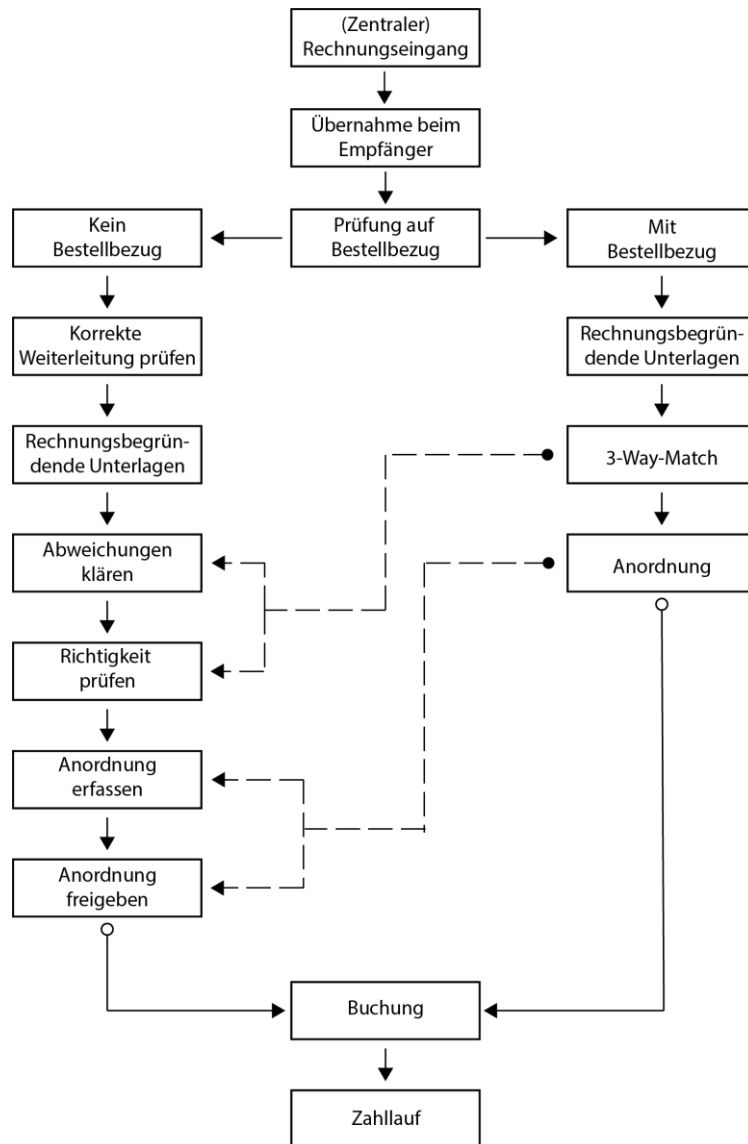 (Zentraler)
Rechnungseingang
Übernahme beim
Empfänger
Kein
Bestellbezug
Prüfung auf
Bestellbezug
Mit
Bestellbezug
Korrekte
Weiterleitung prüfen
Rechnungsbegrün-
dende Unterlagen
Rechnungsbegrün-
dende Unterlagen
3-Way-Match
Abweichungen
klären
Anordnung
Richtigkeit
prüfen
Anordnung
erfassen
Anordnung
freigeben
Buchung
Zahllauf